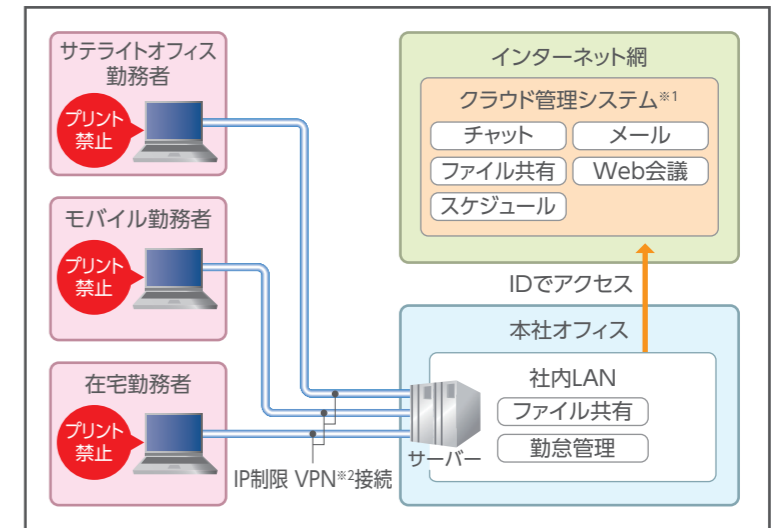 サテライトオフィス
勤務者
プリント
禁止
モバイル勤務者
プリント
禁止
在宅勤務者
プリント
禁止
IP制限 VPN※2接続
インターネット網
クラウド管理システム※1
チャット
メール
ファイル共有
Web会議
スケジュール
IDでアクセス
本社オフィス
社内LAN
ファイル共有
勤怠管理
サーバー